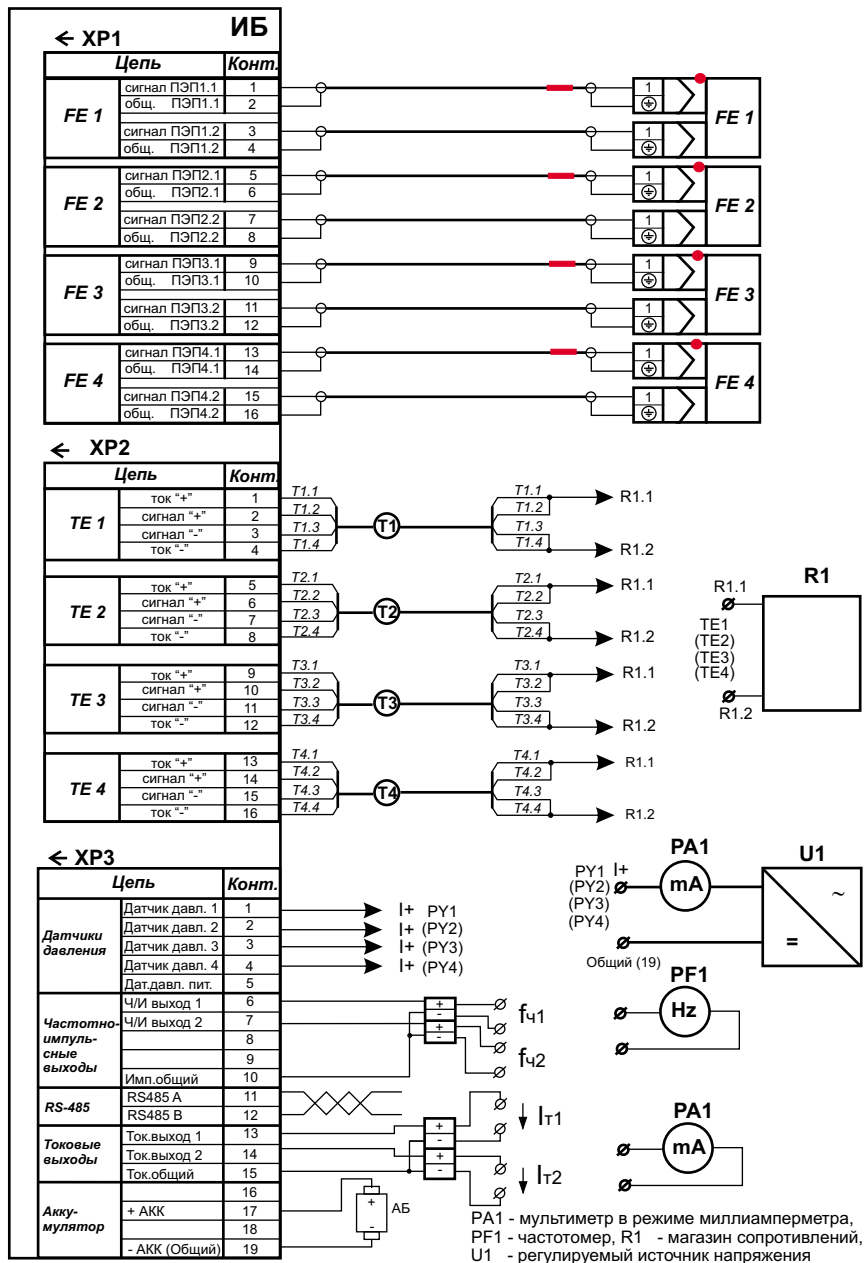 ИБ
← XP1
Цепь Конт.
FE 1
сигнал ПЭП1.1 1
общ. ПЭП1.1 2
сигнал ПЭП1.2 3
общ. ПЭП1.2 4
1
1
FE 1
FE 2
сигнал ПЭП2.1 5
общ. ПЭП2.1 6
сигнал ПЭП2.2 7
общ. ПЭП2.2 8
1
1
FE 2
FE 3
сигнал ПЭП3.1 9
общ. ПЭП3.1 10
сигнал ПЭП3.2 11
общ. ПЭП3.2 12
1
1
FE 3
FE 4
сигнал ПЭП4.1 13
общ. ПЭП4.1 14
сигнал ПЭП4.2 15
общ. ПЭП4.2 16
1
1
FE 4
← XP2
Цепь Конт.
TE 1
ток “+” 1 T1.1 T1.1 R1.1
сигнал “+” 2 T1.2 T1.2
сигнал “-” 3 T1.3 T1.3
ток “-” 4 T1.4 T1.4 R1.2
T1
TE 2
ток “+” 5 T2.1 T2.1 R1.1
сигнал “+” 6 T2.2 T2.2
сигнал “-” 7 T2.3 T2.3
ток “-” 8 T2.4 T2.4 R1.2
T2
TE 3
ток “+” 9 T3.1 T3.1 R1.1
сигнал “+” 10 T3.2 T3.2
сигнал “-” 11 T3.3 T3.3
ток “-” 12 T3.4 T3.4 R1.2
T3
TE 4
ток “+” 13 T4.1 T4.1 R1.1
сигнал “+” 14 T4.2 T4.2
сигнал “-” 15 T4.3 T4.3
ток “-” 16 T4.4 T4.4 R1.2
T4
R1
R1.1
TE1
(TE2)
(TE3)
(TE4)
R1.2
← XP3
Цепь Конт.
Датчики
давления
Датчик давл. 1 1 I+ PY1
Датчик давл. 2 2 I+ (PY2)
Датчик давл. 3 3 I+ (PY3)
Датчик давл. 4 4 I+ (PY4)
Дат.давл. пит. 5
Частотно-
импуль-
сные
выходы
Ч/И выход 1 6
Ч/И выход 2 7
8
9
Имп.общий 10
+
-
+
-
fч1
fч2
RS-485
RS485 A 11
RS485 B 12
Токовые
выходы
Ток.выход 1 13
Ток.выход 2 14
Ток.общий 15
+
-
+
-
Iт1
Iт2
Акку-
мулятор
16
+ АКК 17
18
- АКК (Общий) 19
+
-
АБ
PA1
U1
PY1 I+
(PY2)
(PY3)
(PY4)
mA
~
=
Общий (19)
PF1
Hz
PA1
mA
PA1 - мультиметр в режиме миллиамперметра,
PF1 - частотомер, R1 - магазин сопротивлений,
U1 - регулируемый источник напряжения